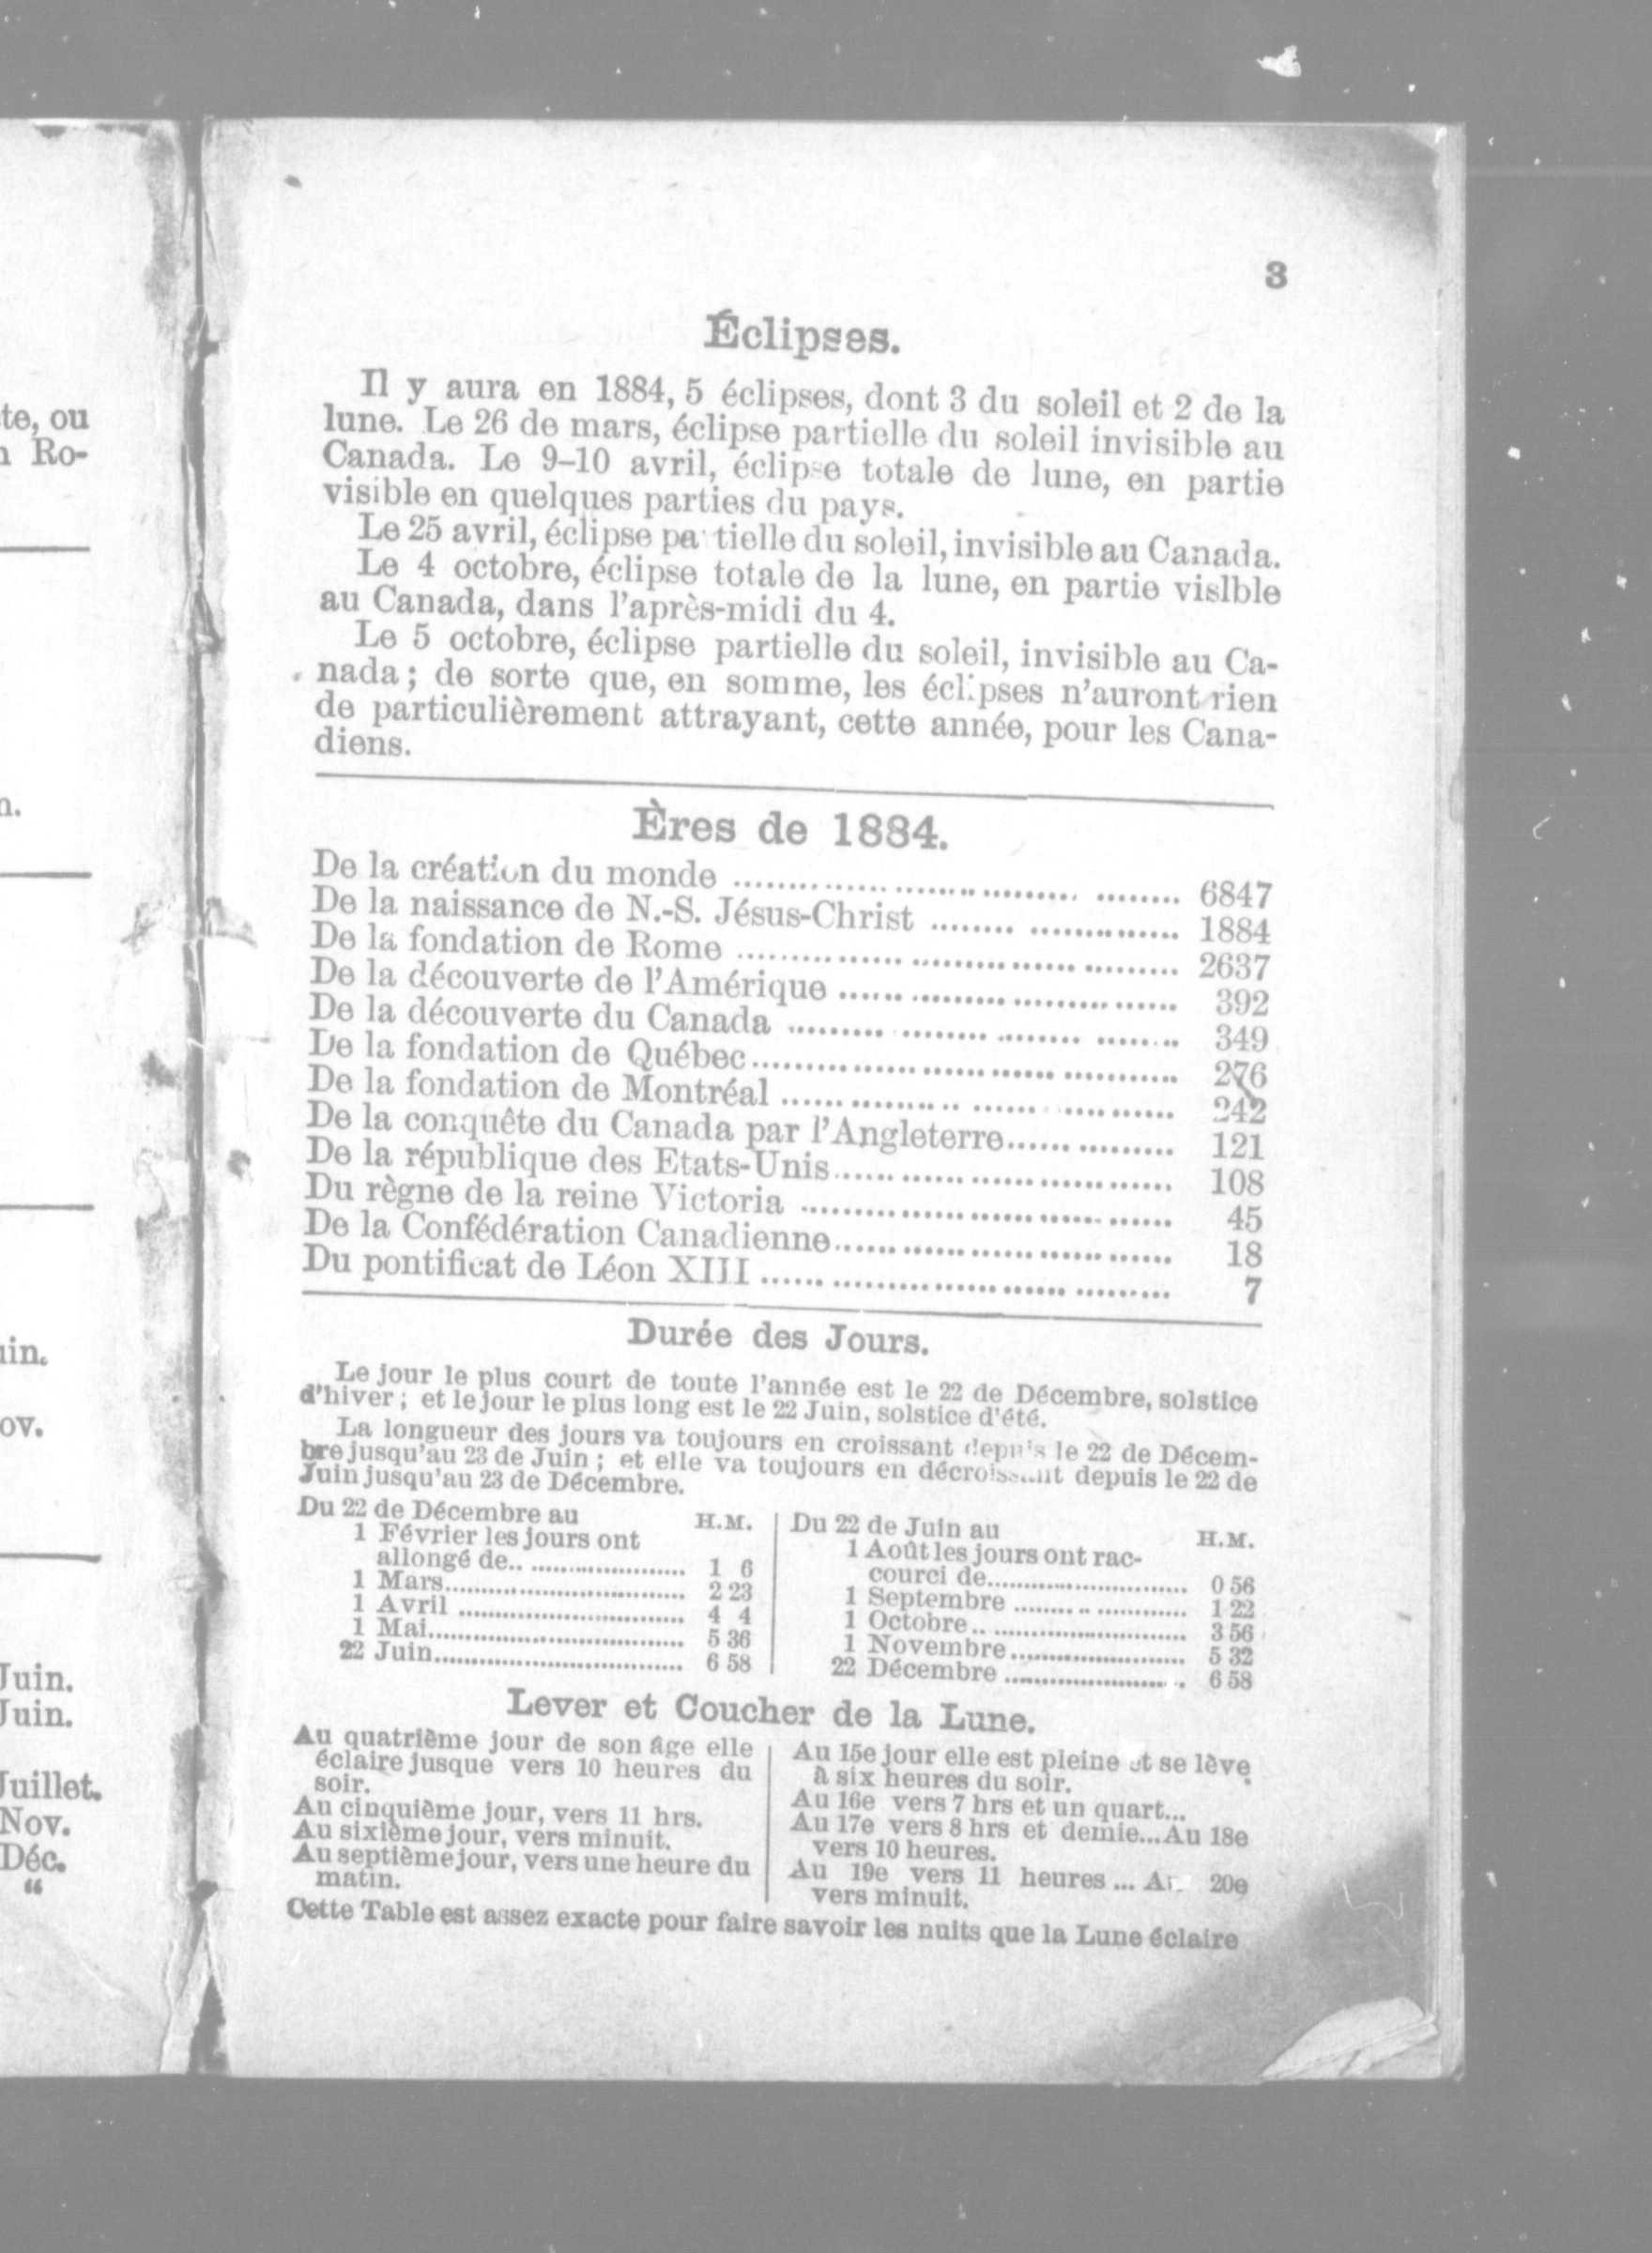 te, ou
Ro-
n.
uin.
ov.
Juin.
Juin.
Juillet.
Nov.
Déc.
“
3
Éclipses.
Il y aura en 1884, 5 éclipses, dont 3 du soleil et 2 de la
lune. Le 26 de mars, éclipse partielle du soleil invisible au
Canada. Le 9–10 avril, éclipse totale de lune, en partie
visible en quelques parties du pays.
Le 25 avril, éclipse partielle du soleil, invisible au Canada.
Le 4 octobre, éclipse totale de la lune, en partie vislble
au Canada, dans l'après-midi du 4.
Le 5 octobre, éclipse partielle du soleil, invisible au Ca-
nada ; de sorte que, en somme, les éclipses n'auront rien
de particulièrement attrayant, cette année, pour les Cana-
diens.
Ères de 1884.
De la création du monde ........ 6847
De la naissance de N.-S. Jésus-Christ ........ 1884
De la fondation de Rome ........ 2637
De la découverte de l'Amérique ........ 392
De la découverte du Canada ........ 349
De la fondation de Québec ........ 276
De la fondation de Montréal ........ 242
De la conquête du Canada par l'Angleterre ........ 121
De la république des Etats-Unis ........ 108
Du règne de la reine Victoria ........ 45
De la Confédération Canadienne ........ 18
Du pontificat de Léon XIII ........ 7
Durée des Jours.
Le jour le plus court de toute l'année est le 22 de Décembre, solstice
d'hiver ; et le jour le plus long est le 22 Juin, solstice d'été.
La longueur des jours va toujours en croissant depuis le 22 de Décem-
bre jusqu'au 23 de Juin ; et elle va toujours en décroissant depuis le 22 de
Juin jusqu'au 23 de Décembre.
Du 22 de Décembre au H.M.
1 Février les jours ont
allongé de ........ 1 6
1 Mars ........ 2 23
1 Avril ........ 4 4
1 Mai ........ 5 36
22 Juin ........ 6 58
Du 22 de Juin au H.M.
1 Août les jours ont rac-
courci de ........ 0 56
1 Septembre ........ 1 22
1 Octobre ........ 3 56
1 Novembre ........ 5 32
22 Décembre ........ 6 58
Lever et Coucher de la Lune.
Au quatrième jour de son âge elle
éclaire jusque vers 10 heures du
soir.
Au cinquième jour, vers 11 hrs.
Au sixième jour, vers minuit.
Au septième jour, vers une heure du
matin.
Au 15e jour elle est pleine et se lève
à six heures du soir.
Au 16e vers 7 hrs et un quart...
Au 17e vers 8 hrs et demie...Au 18e
vers 10 heures.
Au 19e vers 11 heures ... Au 20e
vers minuit.
Cette Table est assez exacte pour faire savoir les nuits que la Lune éclaire